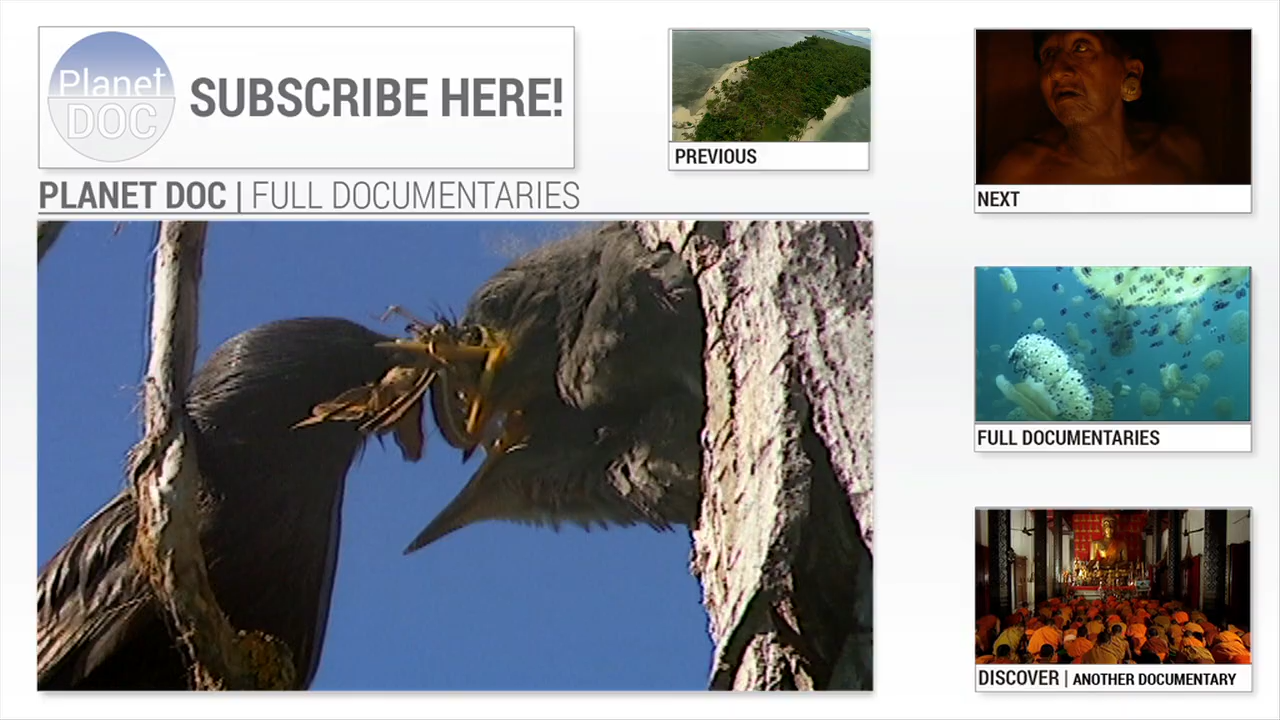 Planet
DOC
SUBSCRIBE HERE!
PLANET DOC | FULL DOCUMENTARIES
PREVIOUS
NEXT
FULL DOCUMENTARIES
DISCOVER | ANOTHER DOCUMENTARY